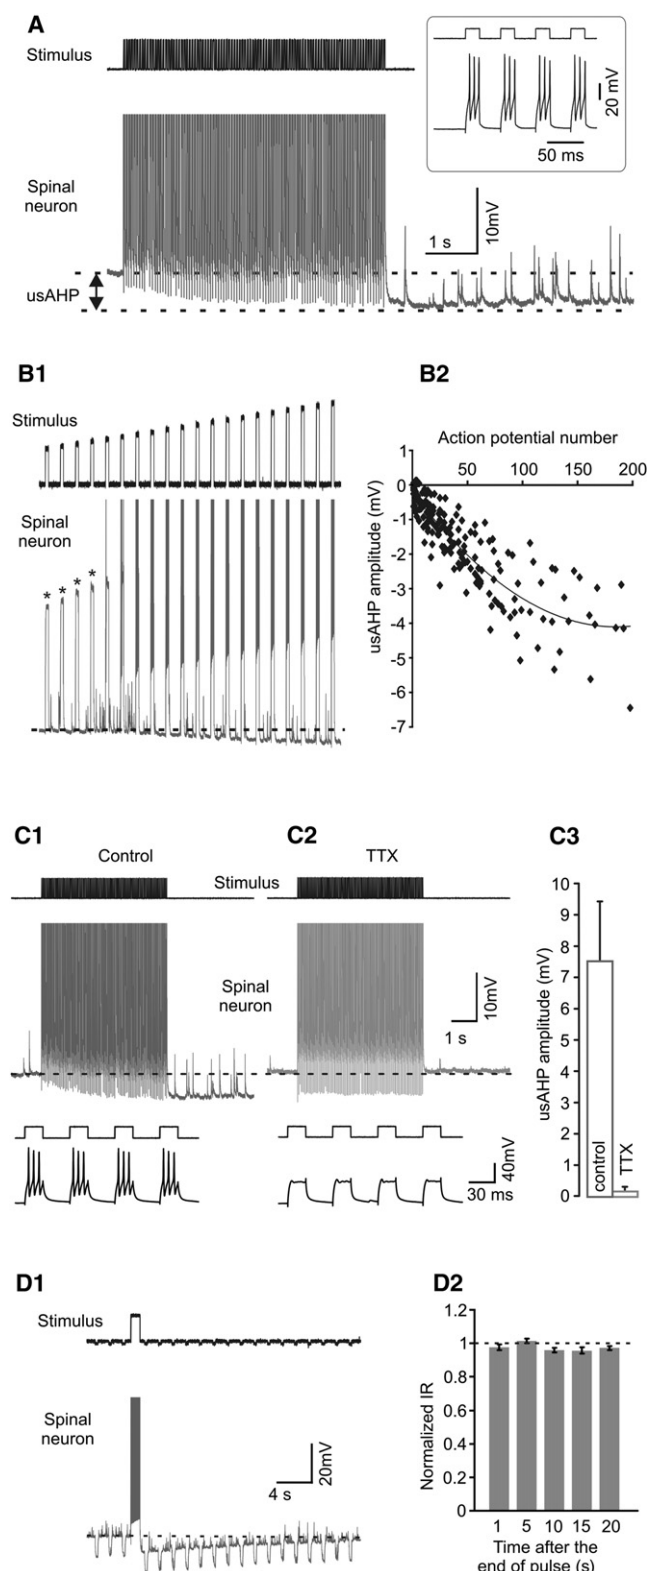 A
Stimulus
20 mV
50 ms
Spinal
neuron
10mV
1 s
usAHP
B1
B2
Stimulus
Action potential number
1
0
50
100
150
200
-1
-2
-3
-4
-5
-6
-7
usAHP amplitude (mV)
Spinal
neuron
* * * *
C1
C2
C3
Control
TTX
Stimulus
Spinal
neuron
10mV
1 s
40mV
30 ms
10
9
8
7
6
5
4
3
2
1
0
usAHP amplitude (mV)
control
TTX
D1
D2
Stimulus
Spinal
neuron
20mV
4 s
1.2
1
0.8
0.6
0.4
0.2
0
Normalized IR
1 5 10 15 20
Time after the
end of pulse (s)